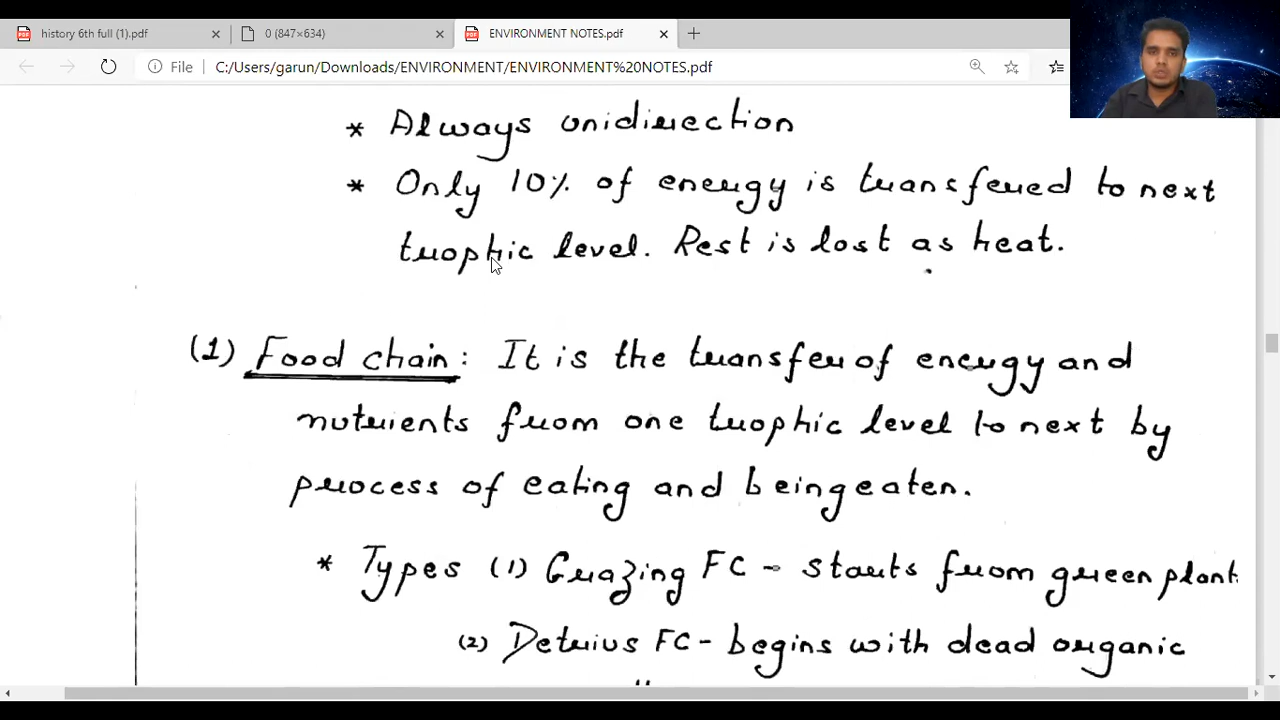 history 6th full (1).pdf
0 (847×634)
ENVIRONMENT NOTES.pdf
File
C:/Users/garun/Downloads/ENVIRONMENT/ENVIRONMENT%20NOTES.pdf
* Always unidirection
* Only 10% of energy is transfered to next
trophic level. Rest is lost as heat.
(1) Food chain: It is the transfer of energy and
nutrients from one trophic level to next by
process of eating and being eaten.
* Types (1) Grazing FC - starts from green plant
(2) Detrius FC - begins with dead organic